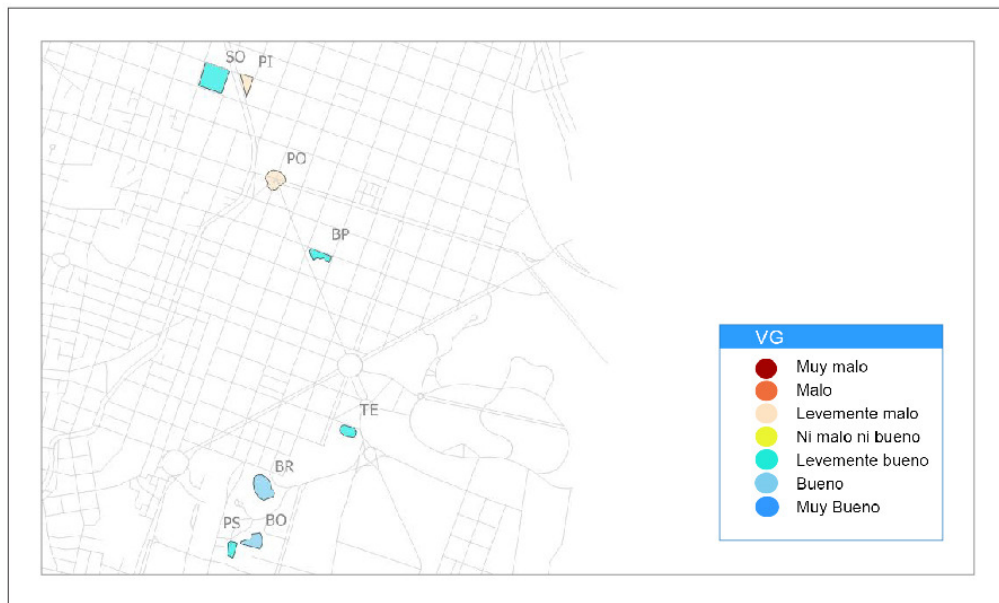 SO PI
PO
BP
TE
BR
PS BO
VG
Muy malo
Malo
Levemente malo
Ni malo ni bueno
Levemente bueno
Bueno
Muy Bueno